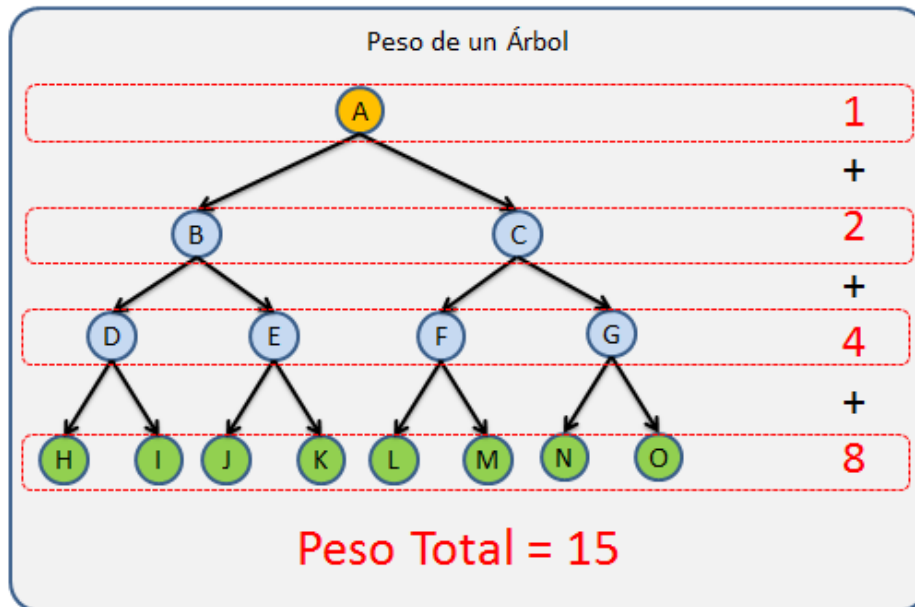 Peso de un Árbol
A 1
+
B C 2
+
D E F G 4
+
H I J K L M N O 8
Peso Total = 15